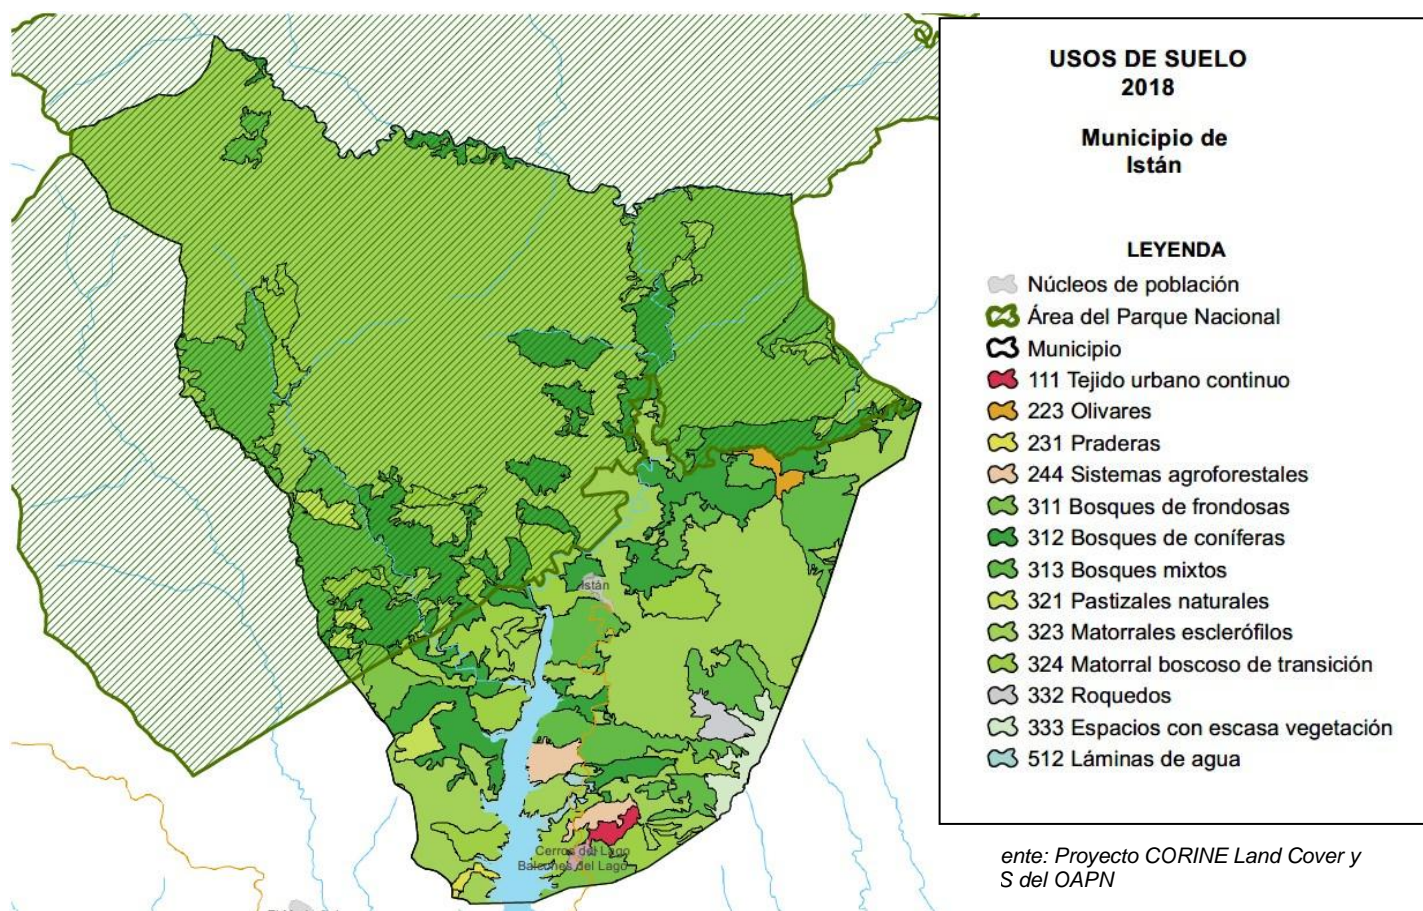 USOS DE SUELO
2018
Municipio de
Istán
LEYENDA
Núcleos de población
Área del Parque Nacional
Municipio
111 Tejido urbano continuo
223 Olivares
231 Praderas
244 Sistemas agroforestales
311 Bosques de frondosas
312 Bosques de coníferas
313 Bosques mixtos
321 Pastizales naturales
323 Matorrales esclerófilos
324 Matorral boscoso de transición
332 Roquedos
333 Espacios con escasa vegetación
512 Láminas de agua
Istán
Cerros del Lago
Balcones del Lago
ente: Proyecto CORINE Land Cover y
S del OAPN